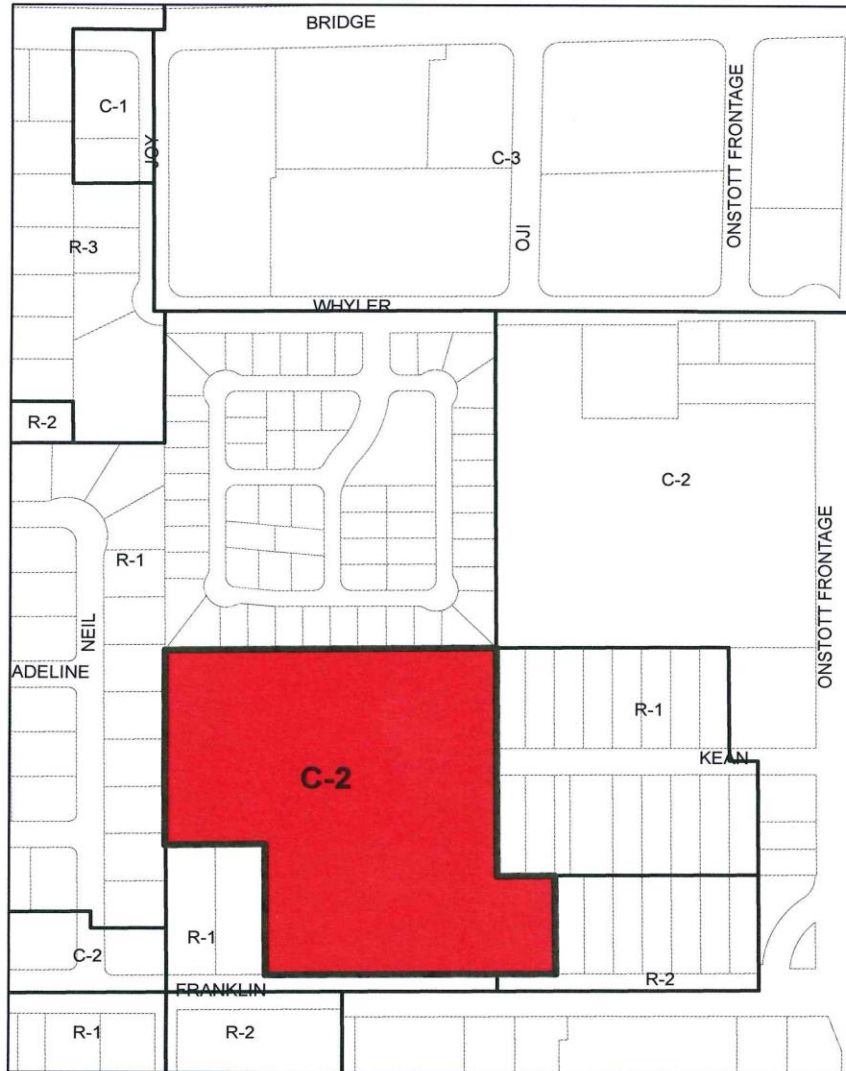 BRIDGE
C-1
JOY
C-3
ONSTOTT FRONTAGE
OJI
R-3
WHYLER
R-2
C-2
R-1
NEIL
ONSTOTT FRONTAGE
ADELINE
R-1
KEAN
C-2
R-1
C-2
R-2
FRANKLIN
R-1
R-2